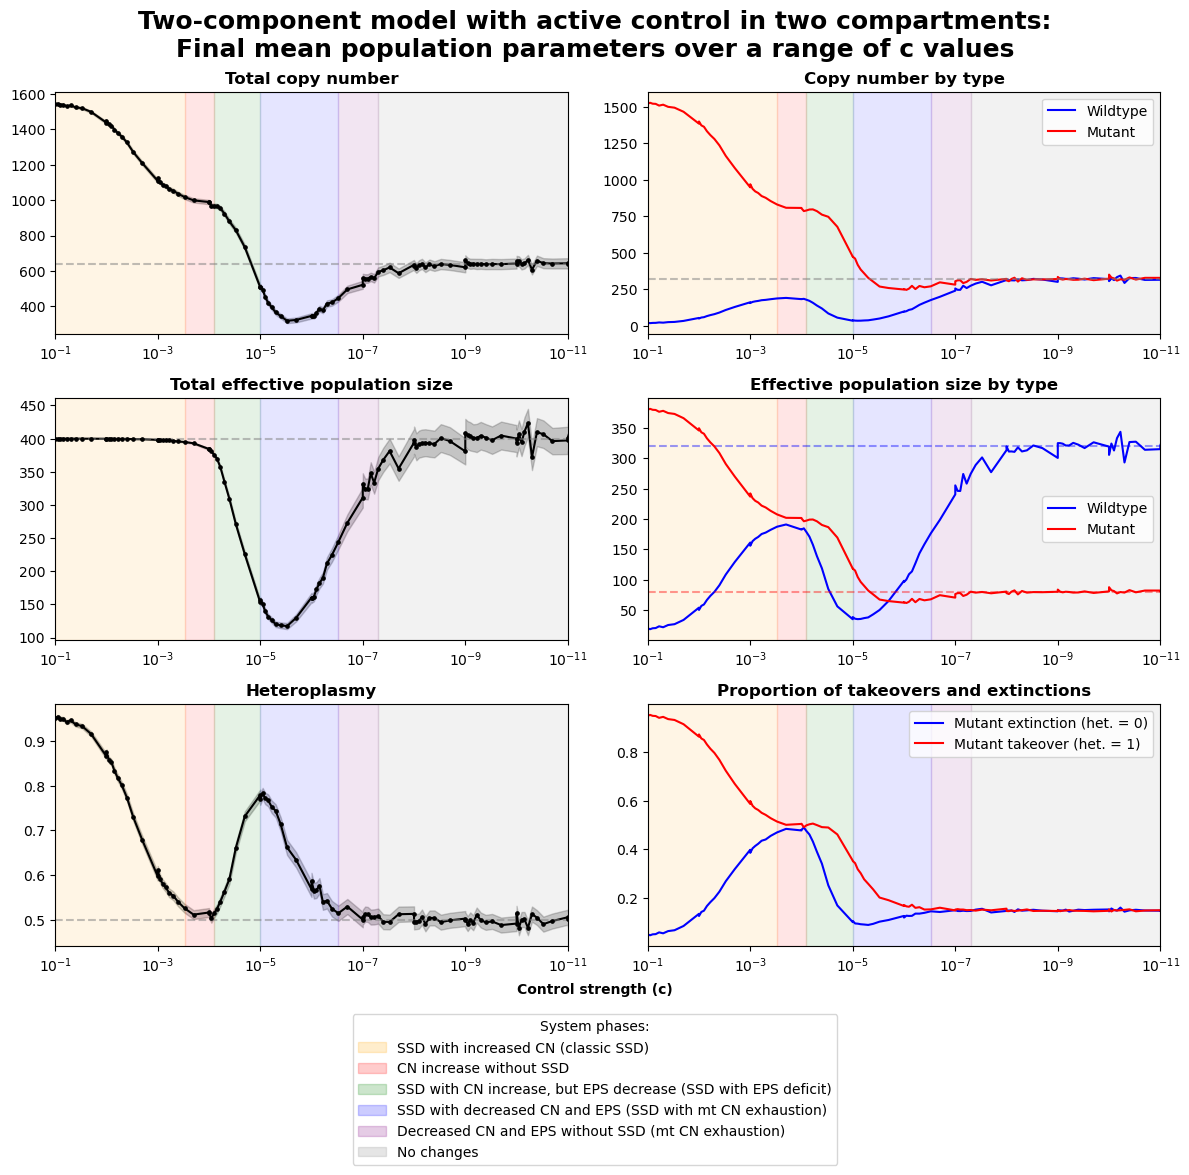 Two-component model with active control in two compartments:
Final mean population parameters over a range of c values
Total copy number
1600
1400
1200
1000
800
600
400
10⁻¹ 10⁻³ 10⁻⁵ 10⁻⁷ 10⁻⁹ 10⁻¹¹
Copy number by type
1500
1250
1000
750
500
250
0
Wildtype
Mutant
10⁻¹ 10⁻³ 10⁻⁵ 10⁻⁷ 10⁻⁹ 10⁻¹¹
Total effective population size
450
400
350
300
250
200
150
100
10⁻¹ 10⁻³ 10⁻⁵ 10⁻⁷ 10⁻⁹ 10⁻¹¹
Effective population size by type
350
300
250
200
150
100
50
Wildtype
Mutant
10⁻¹ 10⁻³ 10⁻⁵ 10⁻⁷ 10⁻⁹ 10⁻¹¹
Heteroplasmy
0.9
0.8
0.7
0.6
0.5
10⁻¹ 10⁻³ 10⁻⁵ 10⁻⁷ 10⁻⁹ 10⁻¹¹
Proportion of takeovers and extinctions
0.8
0.6
0.4
0.2
Mutant extinction (het. = 0)
Mutant takeover (het. = 1)
10⁻¹ 10⁻³ 10⁻⁵ 10⁻⁷ 10⁻⁹ 10⁻¹¹
Control strength (c)
System phases:
SSD with increased CN (classic SSD)
CN increase without SSD
SSD with CN increase, but EPS decrease (SSD with EPS deficit)
SSD with decreased CN and EPS (SSD with mt CN exhaustion)
Decreased CN and EPS without SSD (mt CN exhaustion)
No changes